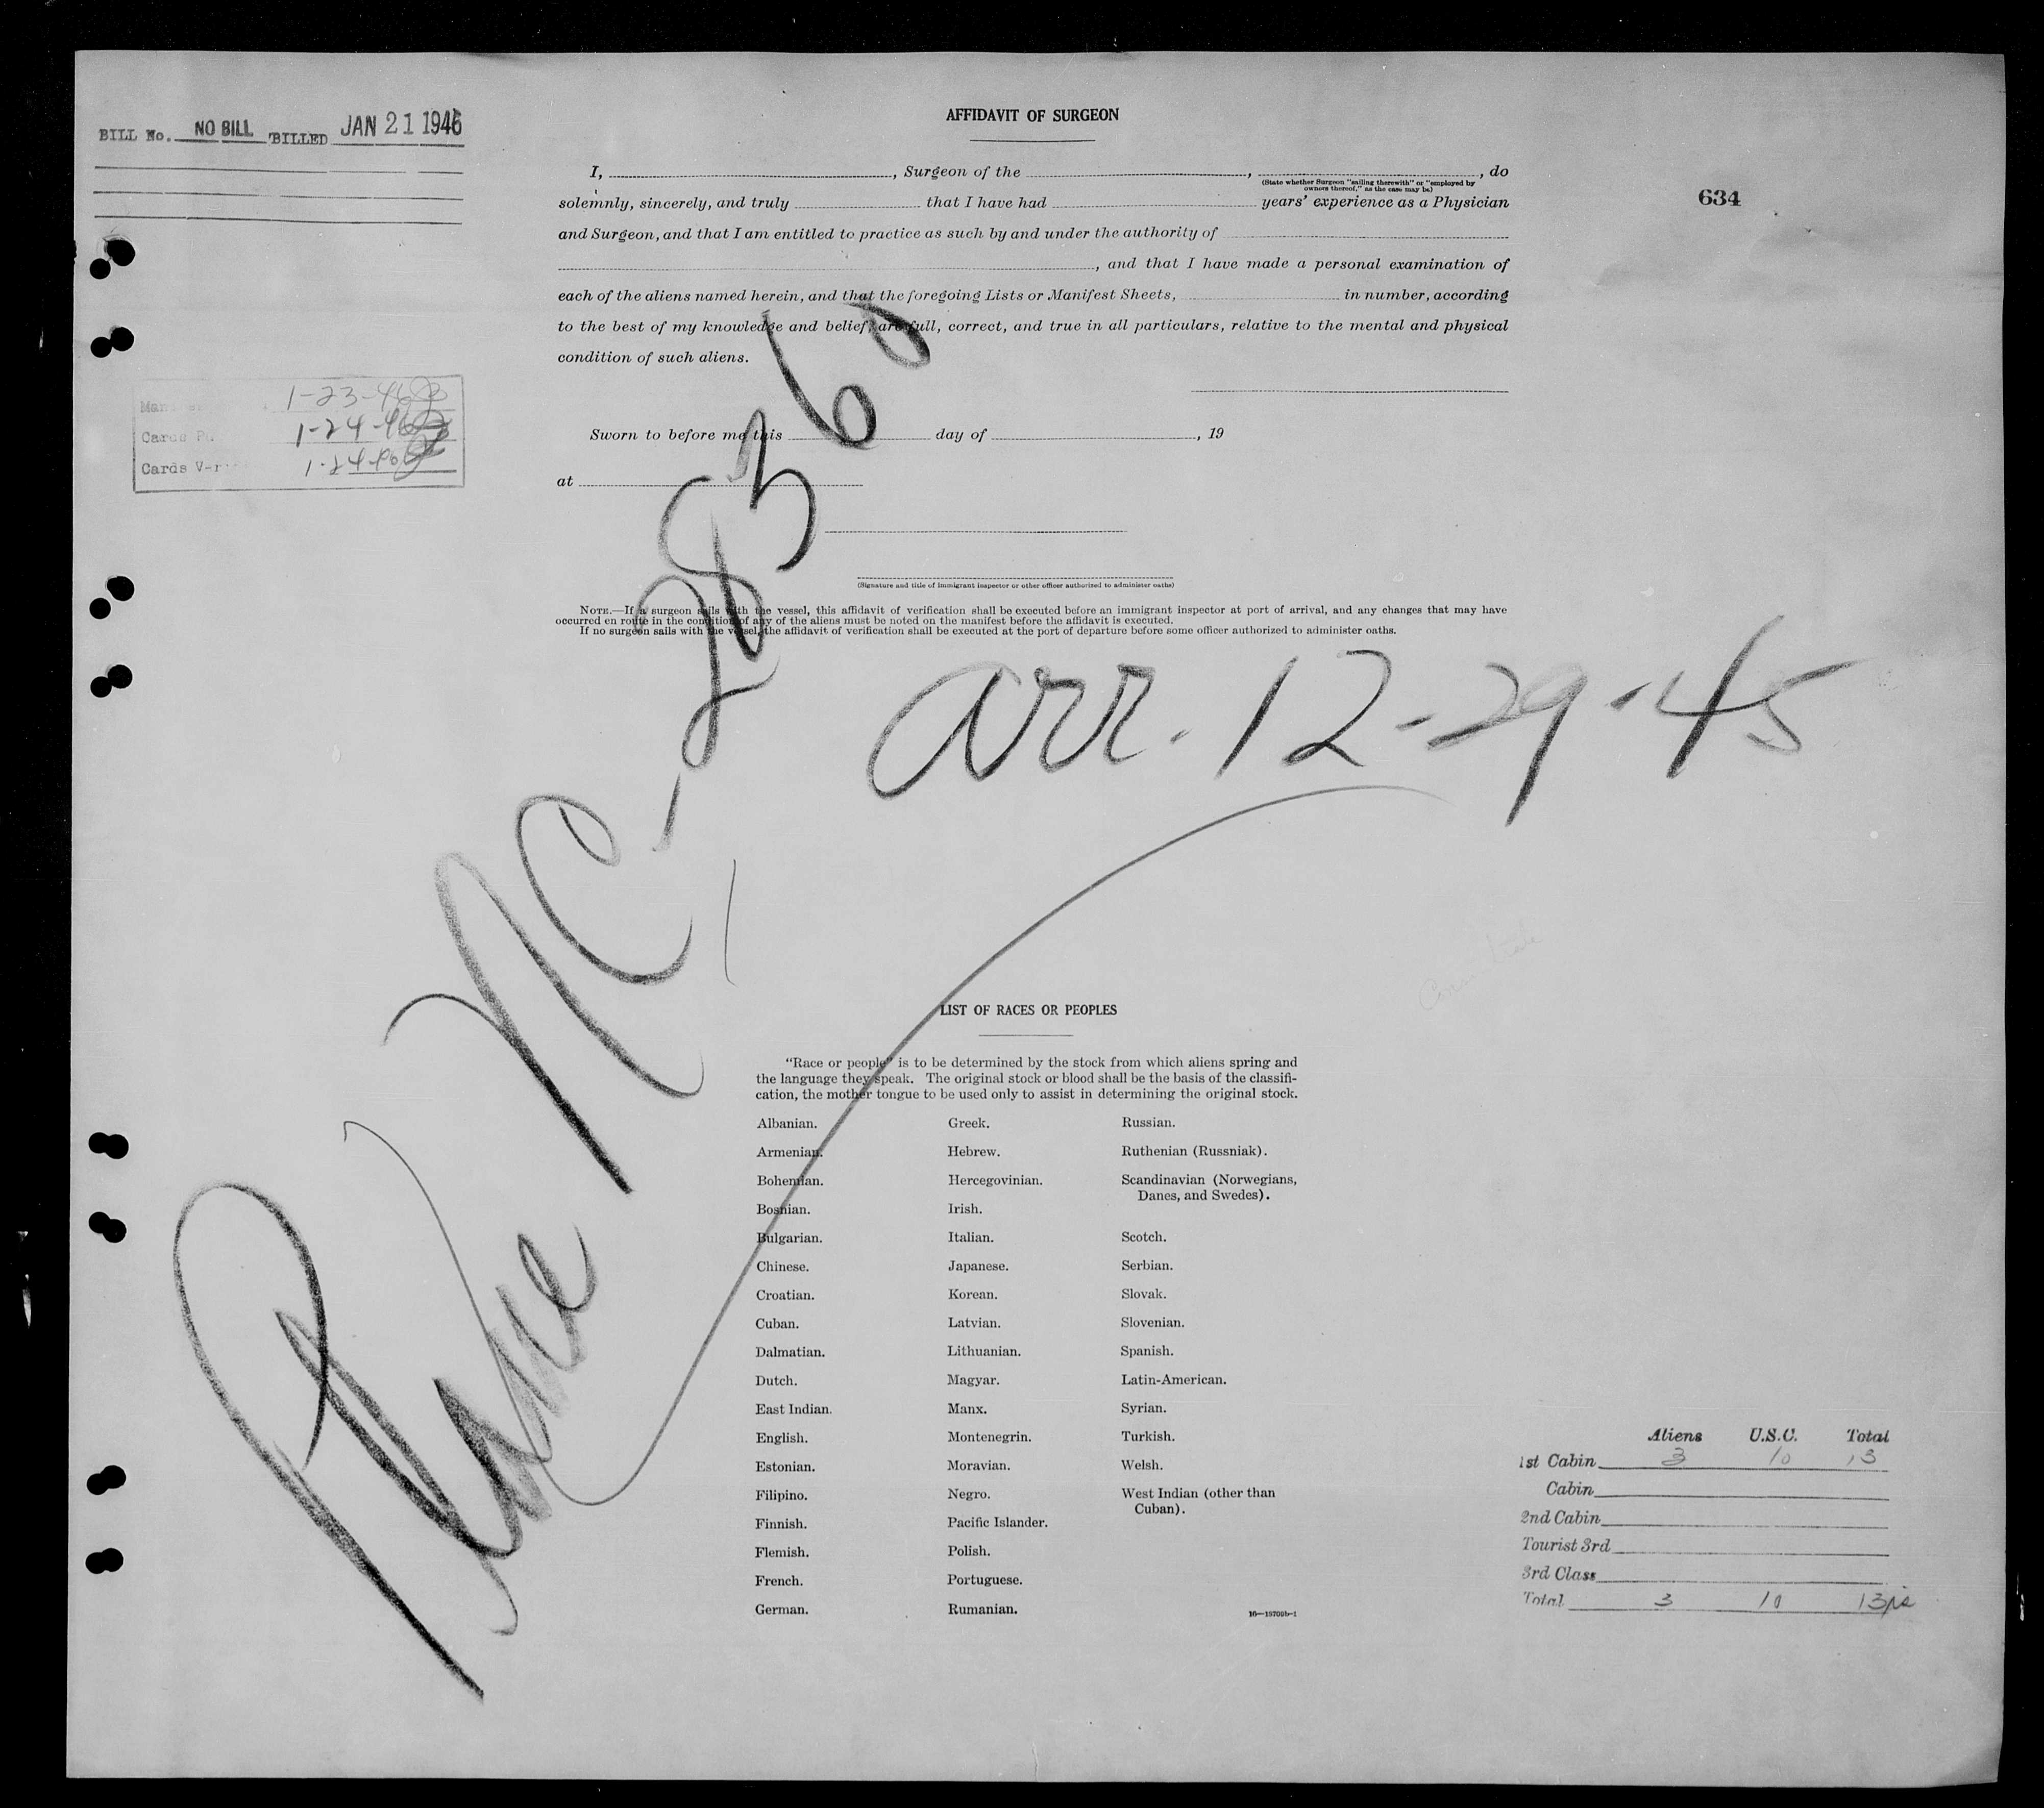 BILL No. NO BILL BILLED JAN 21 1946
AFFIDAVIT OF SURGEON
634
I, , Surgeon of the , , do
(State whether Surgeon "sailing therewith" or "employed by
owners thereof," as the case may be)
solemnly, sincerely, and truly that I have had years' experience as a Physician
and Surgeon, and that I am entitled to practice as such by and under the authority of
, and that I have made a personal examination of
each of the aliens named herein, and that the foregoing Lists or Manifest Sheets, in number, according
to the best of my knowledge and belief, are full, correct, and true in all particulars, relative to the mental and physical
condition of such aliens.
1-23-46
Cards 1-24-46
Cards 1-24-46
Sworn to before me this day of , 19
at
(Signature and title of immigrant inspector or other officer authorized to administer oaths)
NOTE.—If a surgeon sails with the vessel, this affidavit of verification shall be executed before an immigrant inspector at port of arrival, and any changes that may have
occurred en route in the condition of any of the aliens must be noted on the manifest before the affidavit is executed.
If no surgeon sails with the vessel, the affidavit of verification shall be executed at the port of departure before some officer authorized to administer oaths.
Plane NC-28360
arr. 12-29-45
LIST OF RACES OR PEOPLES
"Race or people" is to be determined by the stock from which aliens spring and
the language they speak. The original stock or blood shall be the basis of the classifi-
cation, the mother tongue to be used only to assist in determining the original stock.
Albanian. Greek. Russian.
Armenian. Hebrew. Ruthenian (Russniak).
Bohemian. Hercegovinian. Scandinavian (Norwegians,
Danes, and Swedes).
Bosnian. Irish.
Bulgarian. Italian. Scotch.
Chinese. Japanese. Serbian.
Croatian. Korean. Slovak.
Cuban. Latvian. Slovenian.
Dalmatian. Lithuanian. Spanish.
Dutch. Magyar. Latin-American.
East Indian. Manx. Syrian.
English. Montenegrin. Turkish.
Estonian. Moravian. Welsh.
Filipino. Negro. West Indian (other than
Cuban).
Finnish. Pacific Islander.
Flemish. Polish.
French. Portuguese.
German. Rumanian.
Aliens U.S.C. Total
1st Cabin 3 10 13
Cabin
2nd Cabin
Tourist 3rd
3rd Class
Total 3 10 13